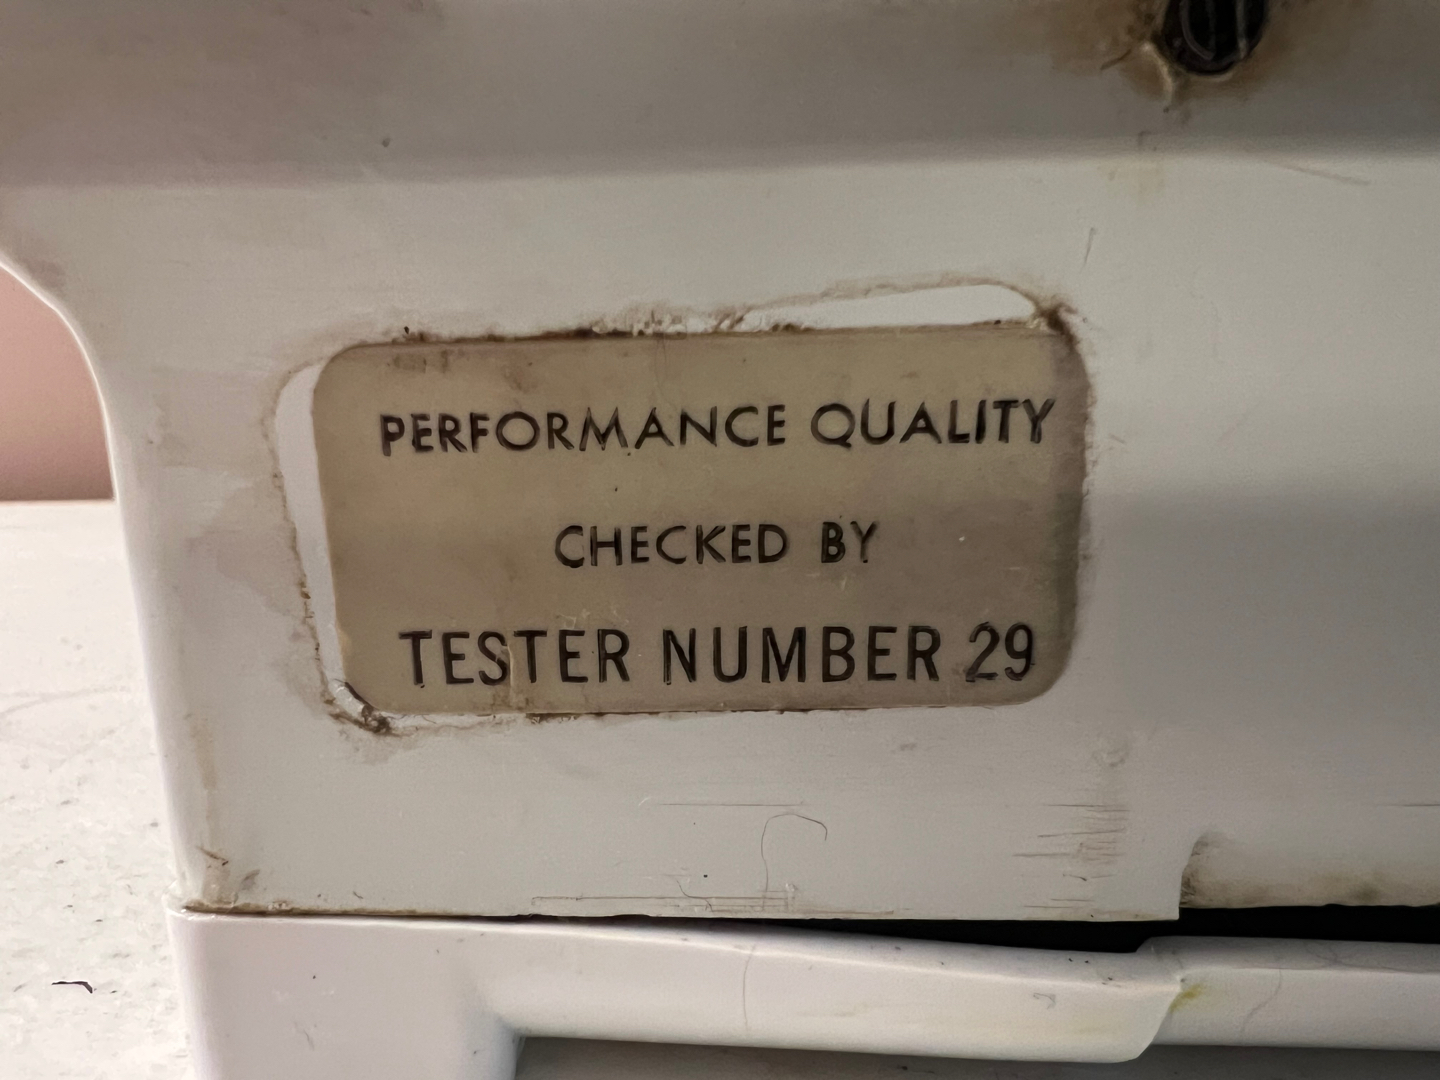 PERFORMANCE QUALITY
CHECKED BY
TESTER NUMBER 29